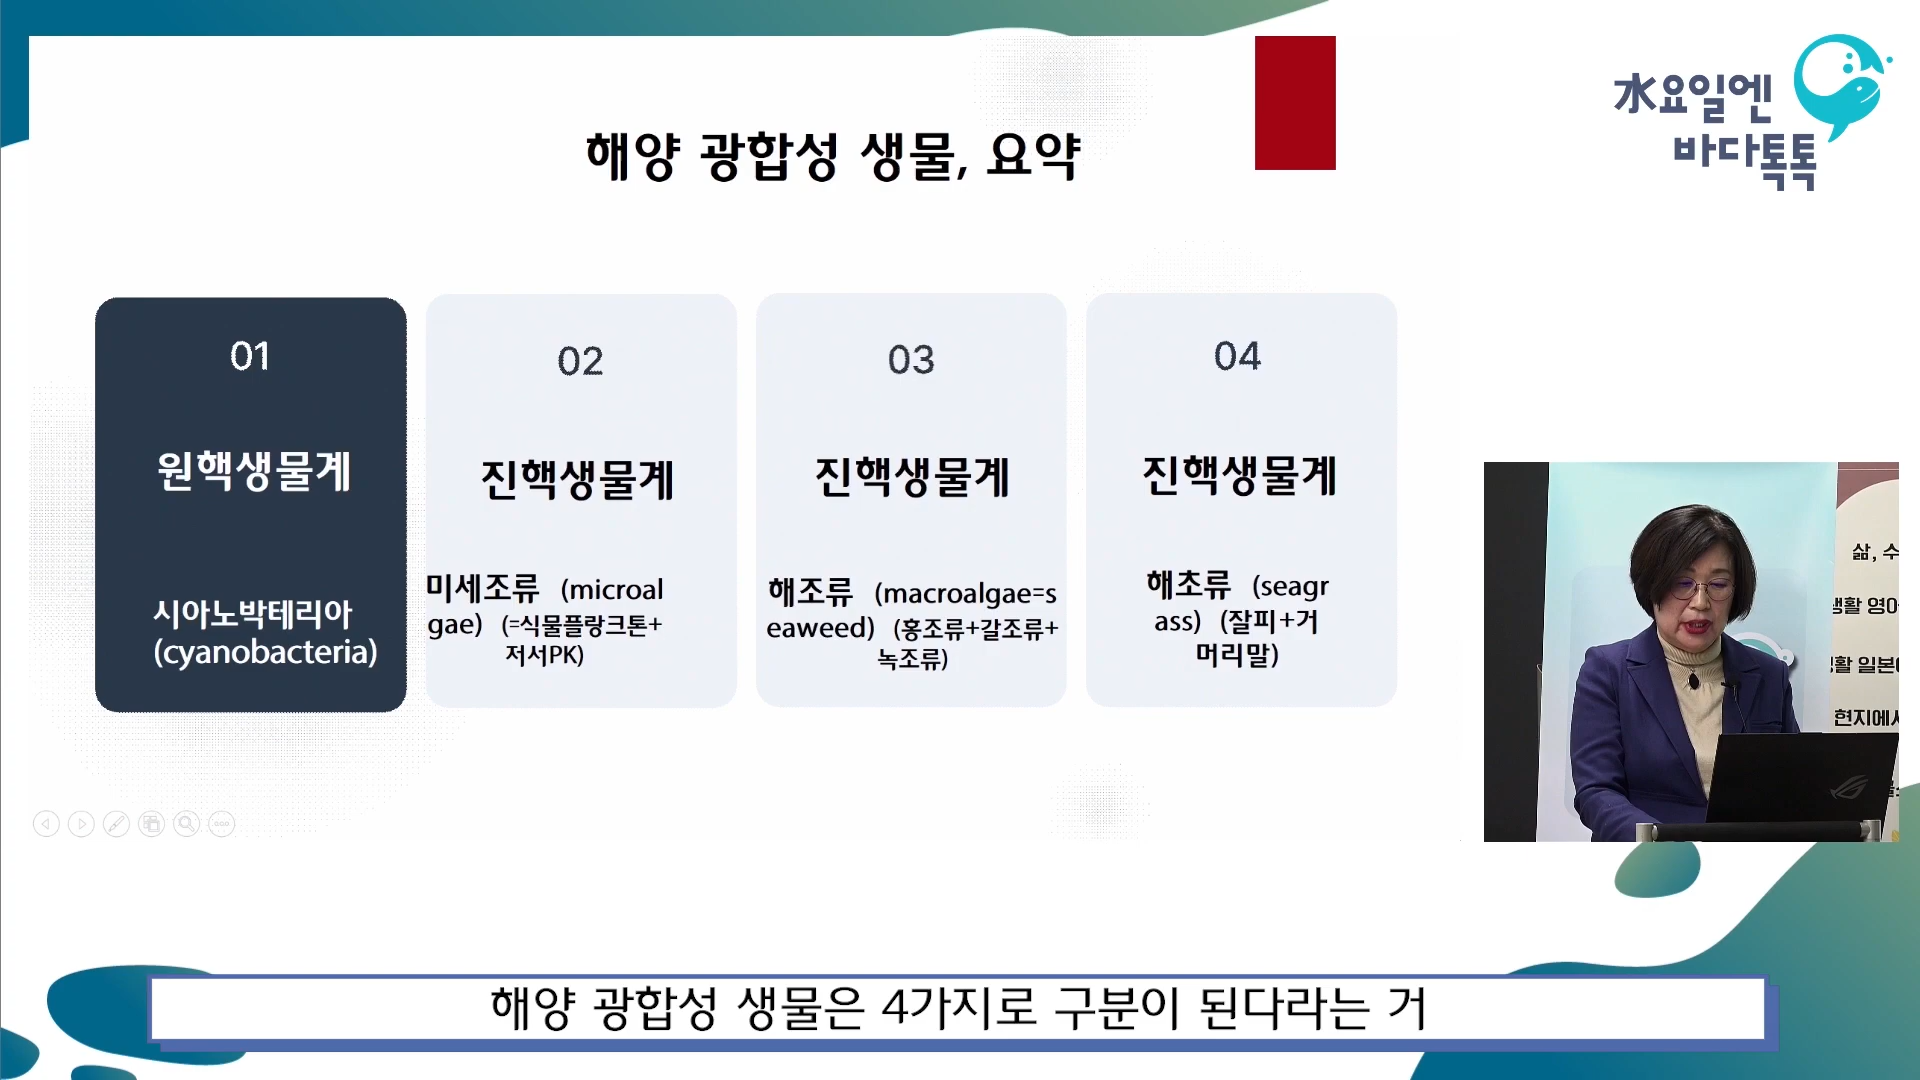 해양 광합성 생물, 요약
水요일엔
바다톡톡
01
원핵생물계
시아노박테리아
(cyanobacteria)
02
진핵생물계
미세조류 (microal
gae) (=식물플랑크톤+
저서PK)
03
진핵생물계
해조류 (macroalgae=s
eaweed) (홍조류+갈조류+
녹조류)
04
진핵생물계
해초류 (seagr
ass) (잘피+거
머리말)
삶, 수
생활 영어
활 일본
현지에서
해양 광합성 생물은 4가지로 구분이 된다라는 거